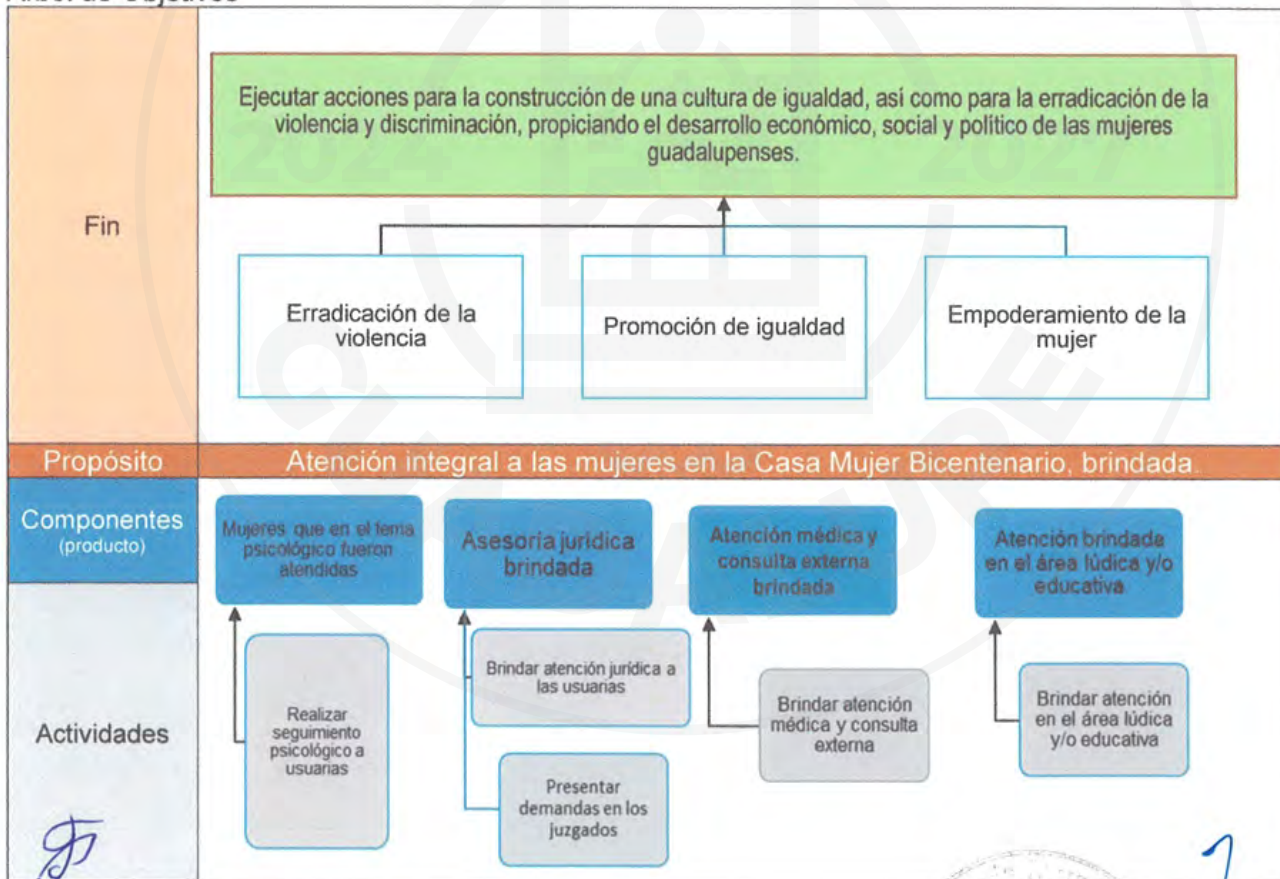 Árbol de Objetivo
Fin
Ejecutar acciones para la construcción de una cultura de igualdad, así como para la erradicación de la
violencia y discriminación, propiciando el desarrollo económico, social y político de las mujeres
guadalupenses.
Erradicación de la
violencia
Promoción de igualdad
Empoderamiento de la
mujer
Propósito
Atención integral a las mujeres en la Casa Mujer Bicentenario, brindada.
Componentes
(producto)
Mujeres que en el tema
psicológico fueron
atendidas
Asesoría jurídica
brindada
Atención médica y
consulta externa
brindada
Atención brindada
en el área lúdica y/o
educativa
Actividades
Realizar
seguimiento
psicológico a
usuarias
Brindar atención jurídica a
las usuarias
Presentar
demandas en los
juzgados
Brindar atención
médica y consulta
externa
Brindar atención
en el área lúdica
y/o educativa
2024
2027